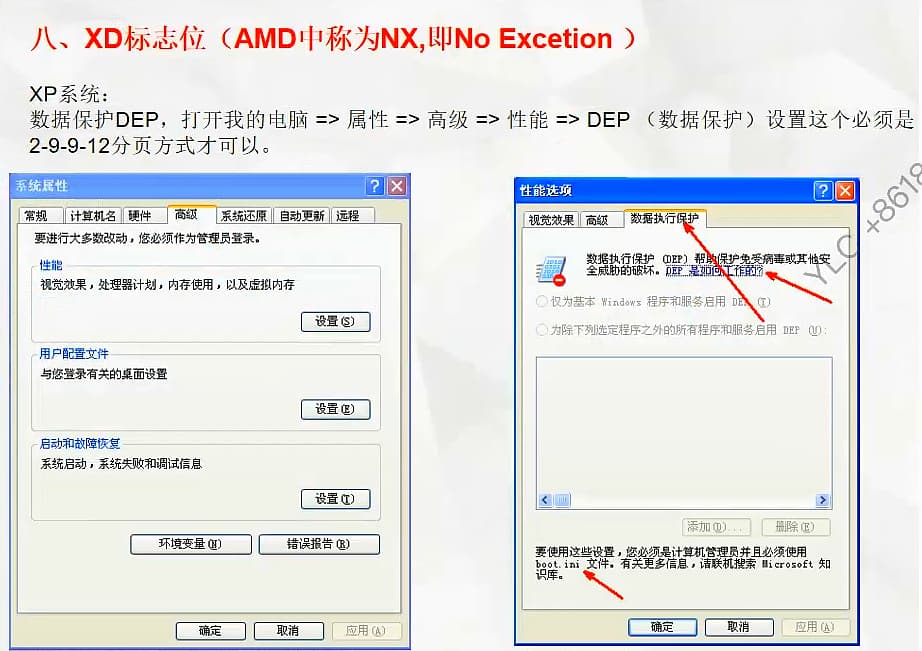 八、XD标志位（AMD中称为NX,即No Excetion ）
XP系统：
数据保护DEP，打开我的电脑 => 属性 => 高级 => 性能 => DEP （数据保护）设置这个必须是
2-9-9-12分页方式才可以。
系统属性
常规 计算机名 硬件 高级 系统还原 自动更新 远程
要进行大多数改动，您必须作为管理员登录。
性能
视觉效果，处理器计划，内存使用，以及虚拟内存
设置(S)
用户配置文件
与您登录有关的桌面设置
设置(E)
启动和故障恢复
系统启动，系统失败和调试信息
设置(T)
环境变量(N) 错误报告(R)
确定 取消 应用(A)
性能选项
视觉效果 高级 数据执行保护
数据执行保护 (DEP) 帮助保护免受病毒或其他安
全威胁的破坏。DEP 是如何工作的?
仅为基本 Windows 程序和服务启用 DEP (T)
为除下列选定程序之外的所有程序和服务启用 DEP (U):
添加(D)... 删除(E)
要使用这些设置，您必须是计算机管理员并且必须使用
boot.ini 文件。有关更多信息，请联机搜索 Microsoft 知
识库。
确定 取消 应用(A)
YLC +8618